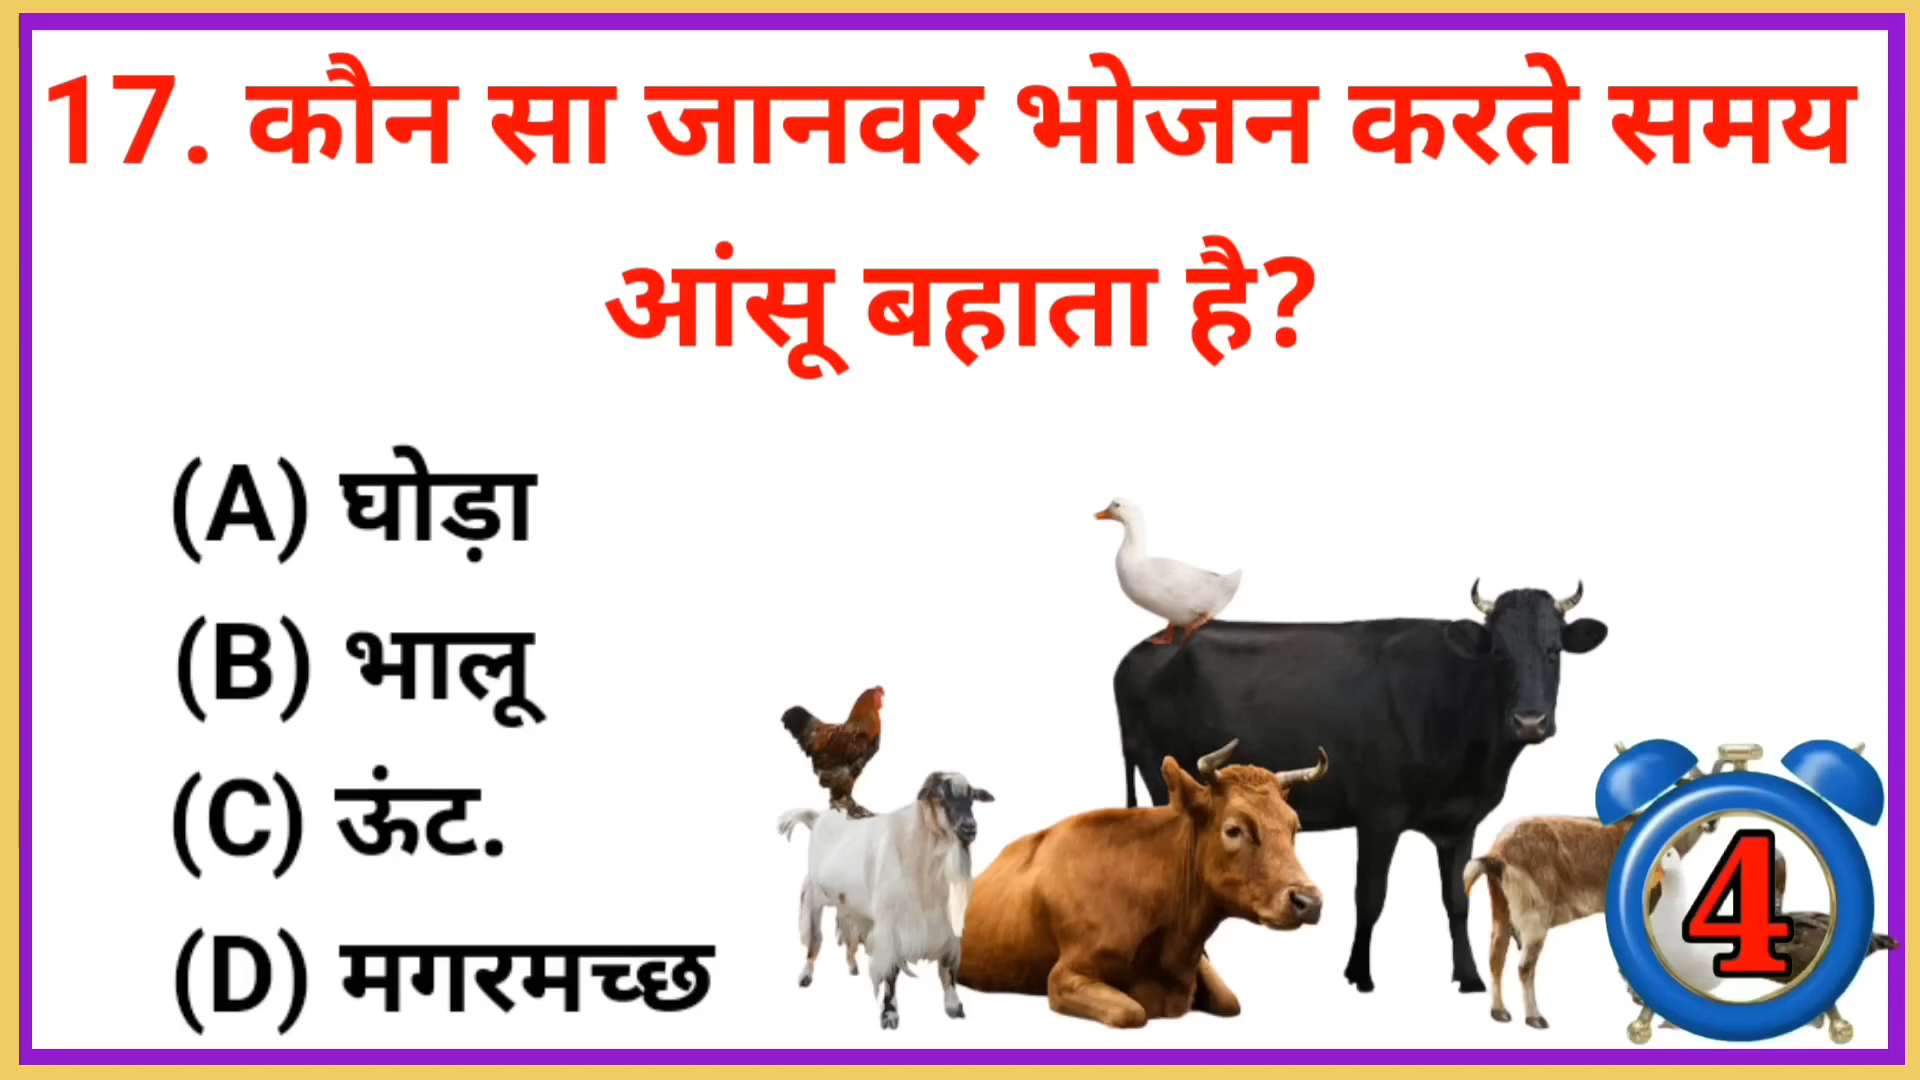 17. कौन सा जानवर भोजन करते समय
आंसू बहाता है?
(A) घोड़ा
(B) भालू
(C) ऊंट.
(D) मगरमच्छ
4